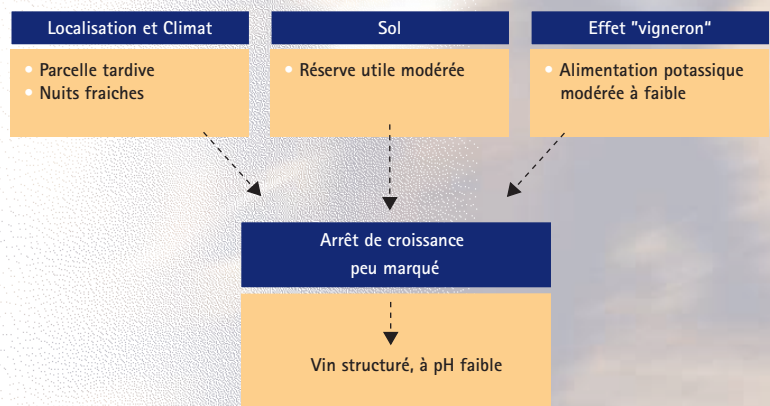 Localisation et Climat
Parcelle tardive
Nuits fraiches
Sol
Réserve utile modérée
Effet "vigneron"
Alimentation potassique
modérée à faible
Arrêt de croissance
peu marqué
Vin structuré, à pH faible